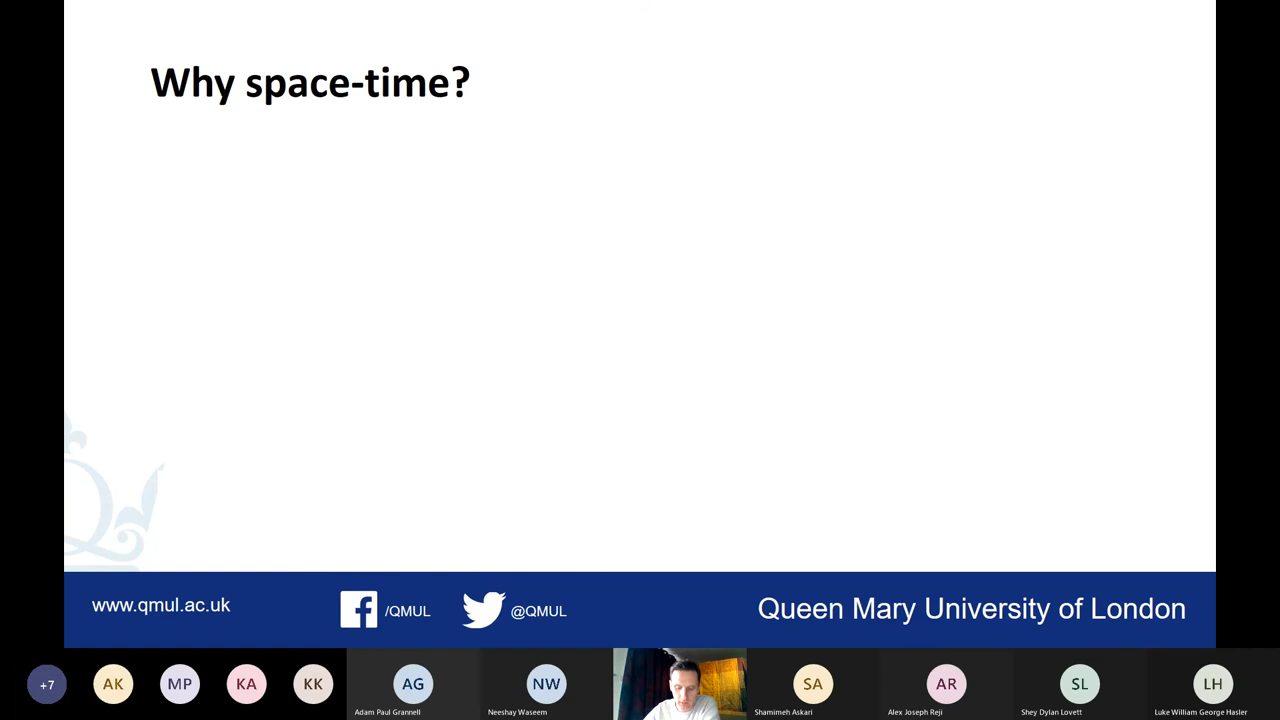 Why space-time?
www.qmul.ac.uk
/QMUL
@QMUL
Queen Mary University of London
+7
AK
MP
KA
KK
AG
NW
SA
AR
SL
LH
Adam Paul Grannell
Neeshay Waseem
Shamimeh Askari
Alex Joseph Reji
Shey Dylan Lovett
Luke William George Hasler